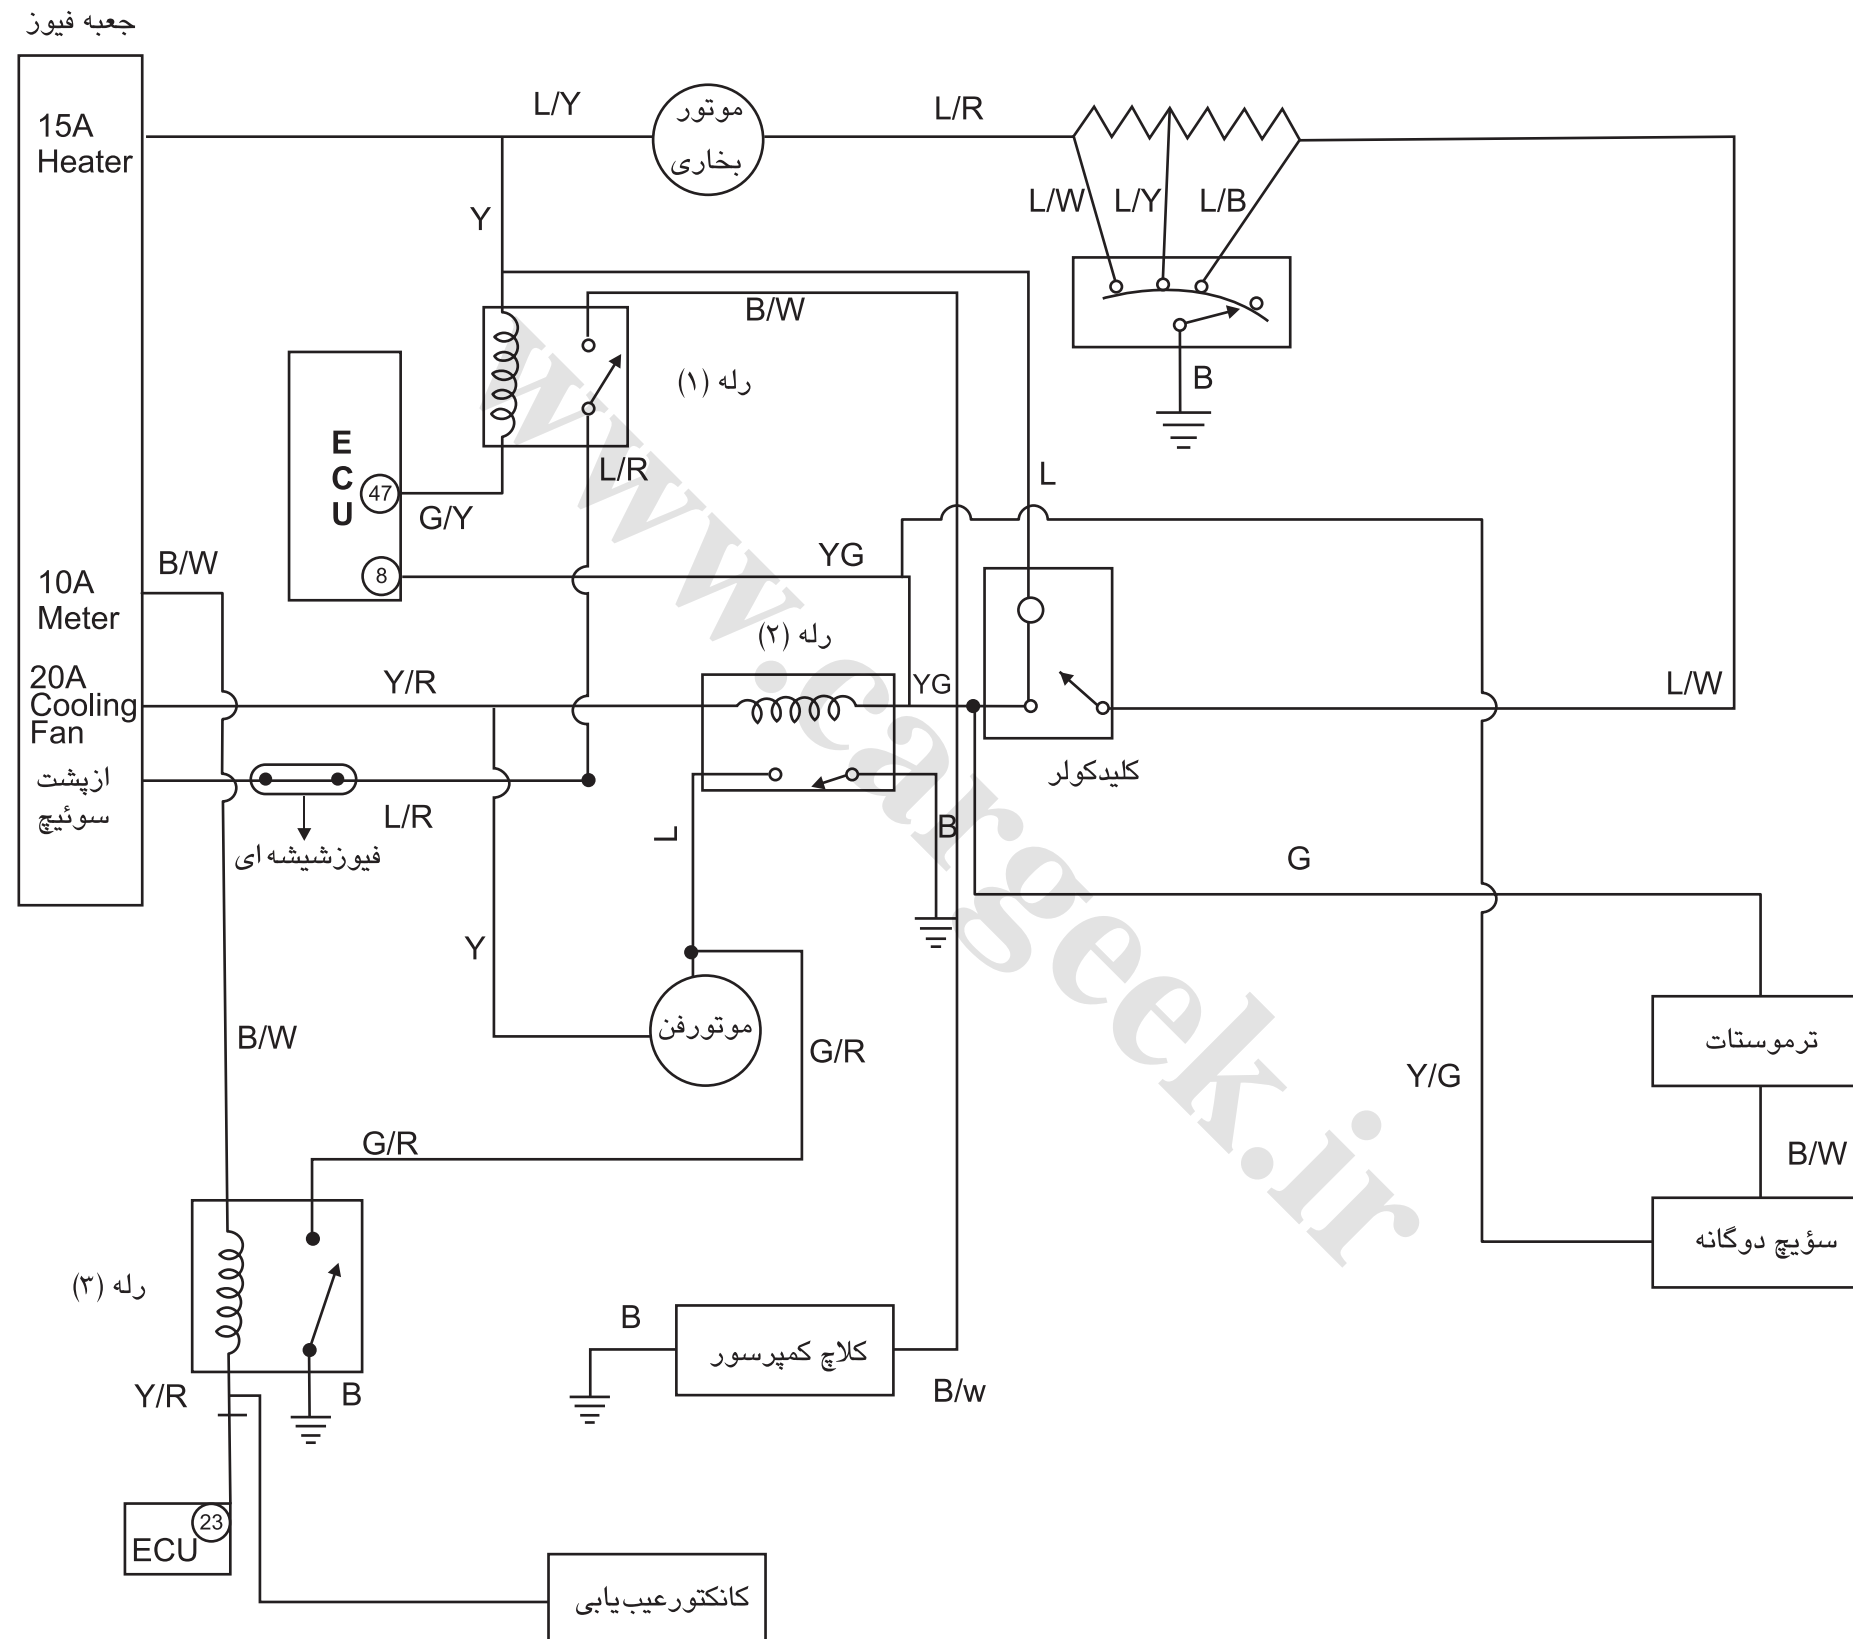 جعبه فیوز
15A
Heater
L/Y
موتور
بخاری
L/R
L/W
L/Y
L/B
B
Y
B/W
رله (۱)
L/R
E
C
U
47
8
G/Y
YG
L
B/W
10A
Meter
20A
Cooling
Fan
Y/R
رله (۲)
YG
L/W
کلیدکولر
ازپشت
سوئیچ
L/R
فیوزشیشه ای
L
B
G
Y
موتورفن
G/R
B/W
G/R
ترموستات
Y/G
B/W
سؤیچ دوگانه
رله (۳)
Y/R
B
B
کلاچ کمپرسور
B/w
23
ECU
کانکتورعیب‌یابی
www.cargeek.ir